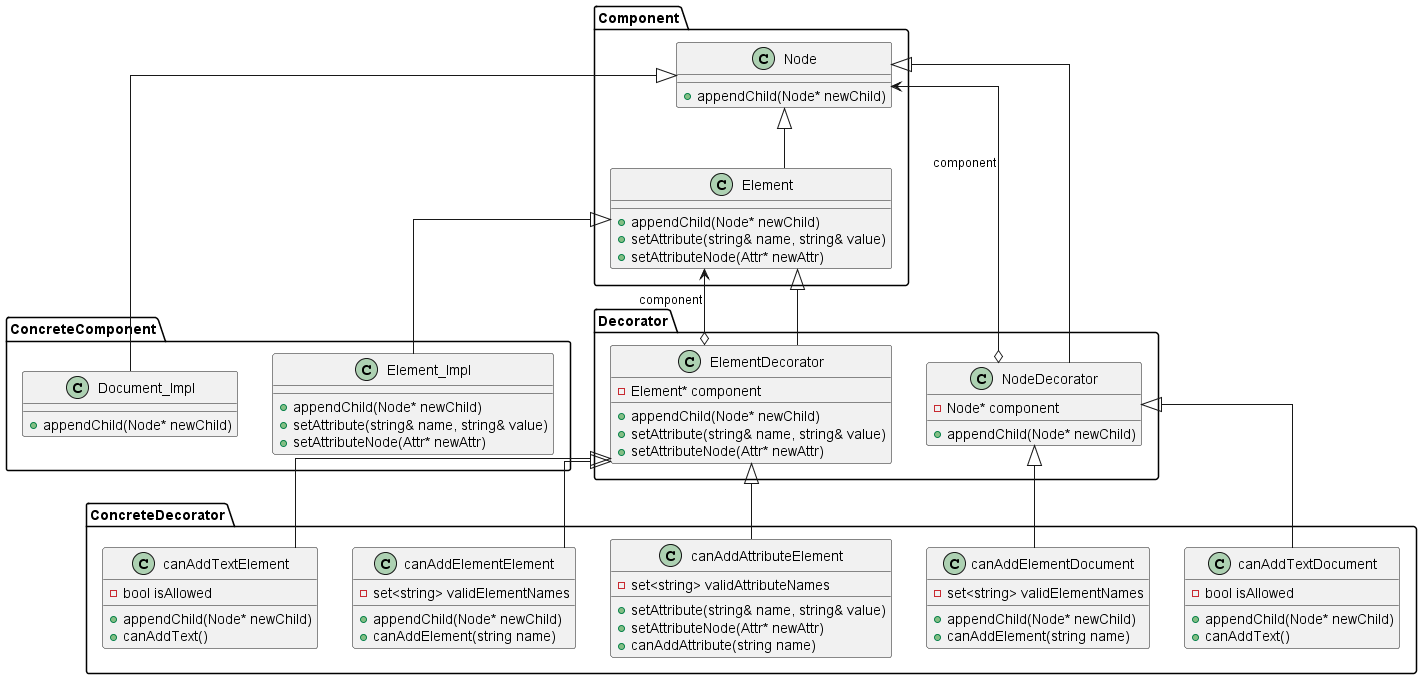 Component
C Node
appendChild(Node* newChild)
component
C Element
appendChild(Node* newChild)
setAttribute(string& name, string& value)
setAttributeNode(Attr* newAttr)
component
ConcreteComponent
C Document_Impl
appendChild(Node* newChild)
C Element_Impl
appendChild(Node* newChild)
setAttribute(string& name, string& value)
setAttributeNode(Attr* newAttr)
Decorator
C ElementDecorator
Element* component
appendChild(Node* newChild)
setAttribute(string& name, string& value)
setAttributeNode(Attr* newAttr)
C NodeDecorator
Node* component
appendChild(Node* newChild)
ConcreteDecorator
C canAddTextElement
bool isAllowed
appendChild(Node* newChild)
canAddText()
C canAddElementElement
set<string> validElementNames
appendChild(Node* newChild)
canAddElement(string name)
C canAddAttributeElement
set<string> validAttributeNames
setAttribute(string& name, string& value)
setAttributeNode(Attr* newAttr)
canAddAttribute(string name)
C canAddElementDocument
set<string> validElementNames
appendChild(Node* newChild)
canAddElement(string name)
C canAddTextDocument
bool isAllowed
appendChild(Node* newChild)
canAddText()